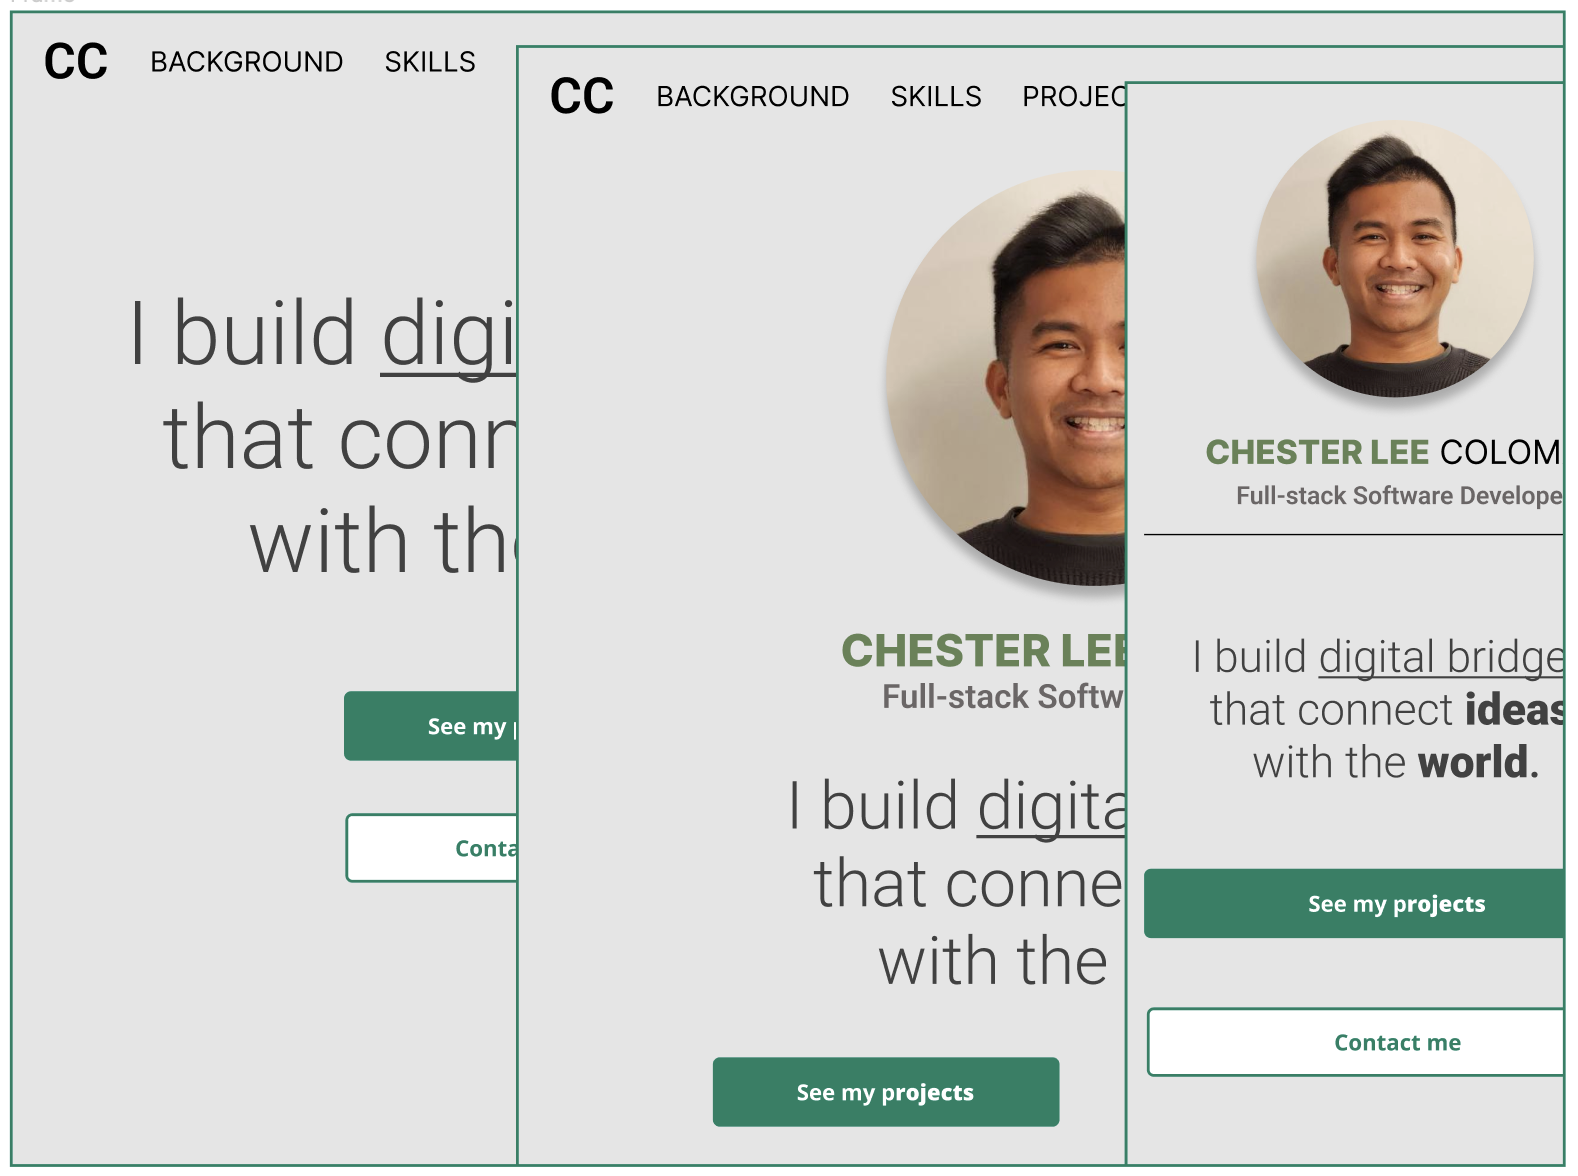 CC BACKGROUND SKILLS
I build digi
that conn
with the
See my
Conta
CC BACKGROUND SKILLS PROJEC
CHESTER LEE
Full-stack Softw
I build digita
that conne
with the
See my projects
CHESTER LEE COLOM
Full-stack Software Develope
I build digital bridge
that connect ideas
with the world.
See my projects
Contact me